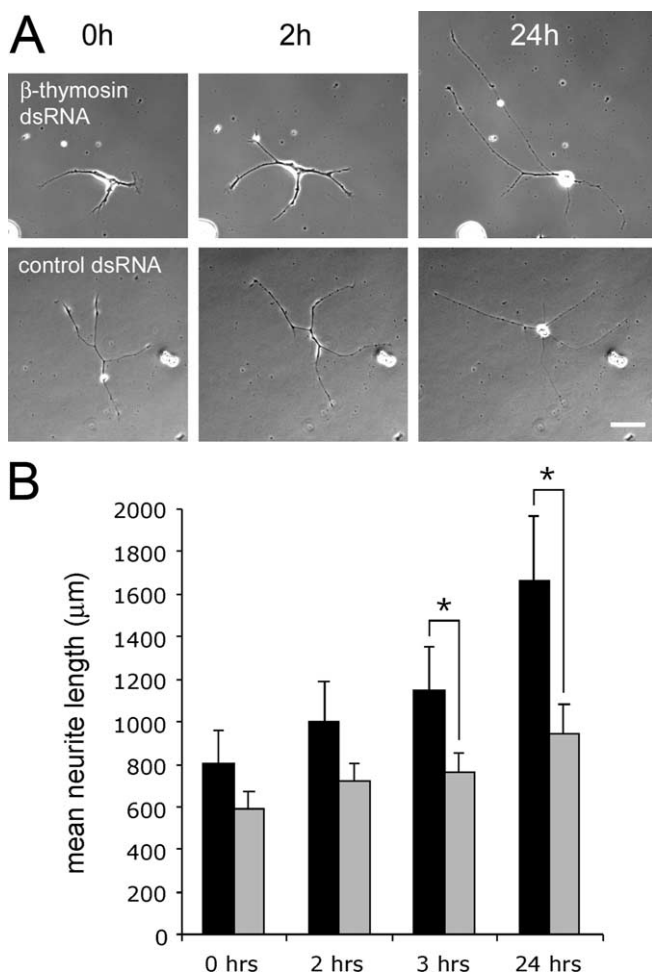 A
0h
2h
24h
β-thymosin
dsRNA
control dsRNA
B
mean neurite length (μm)
2000
1800
1600
1400
1200
1000
800
600
400
200
0
*
*
0 hrs
2 hrs
3 hrs
24 hrs